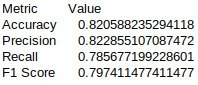 Metric Value
Accuracy 0.820588235294118
Precision 0.822855107087472
Recall 0.785677199228601
F1 Score 0.797411477411477